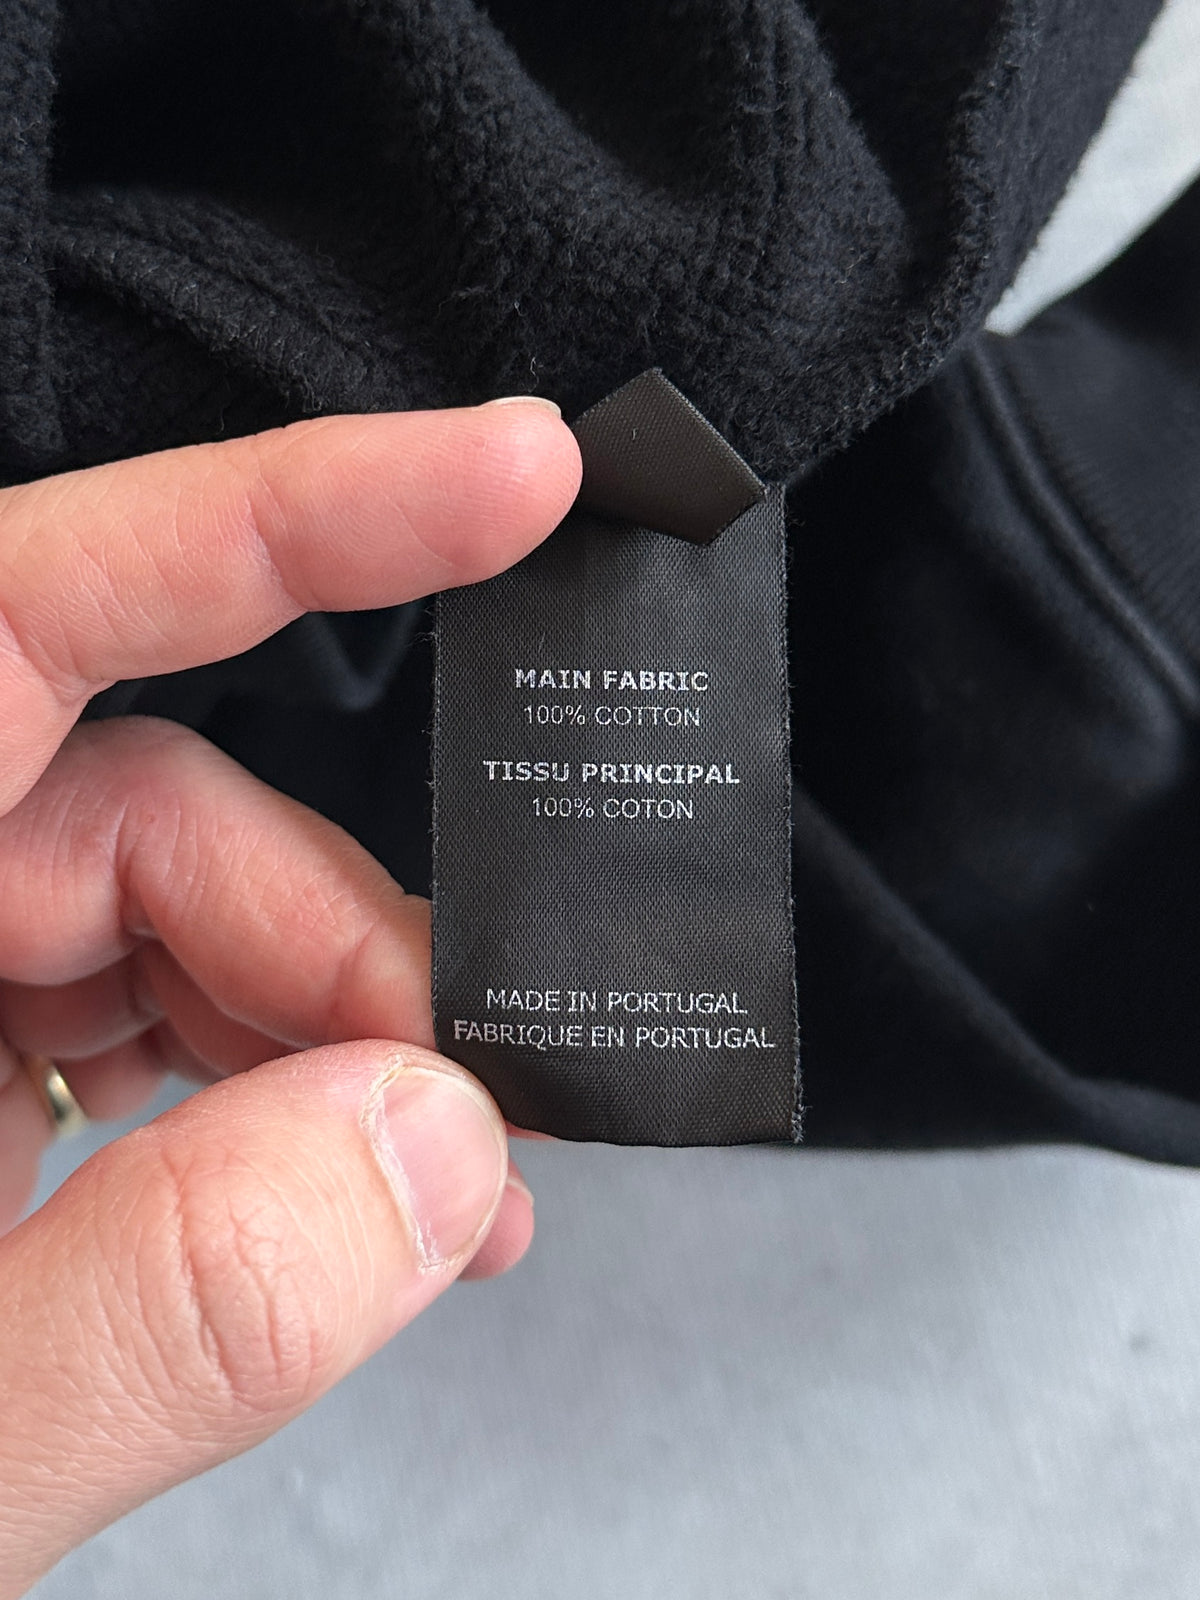 MAIN FABRIC
100% COTTON
TISSU PRINCIPAL
100% COTON
MADE IN PORTUGAL
FABRIQUE EN PORTUGAL